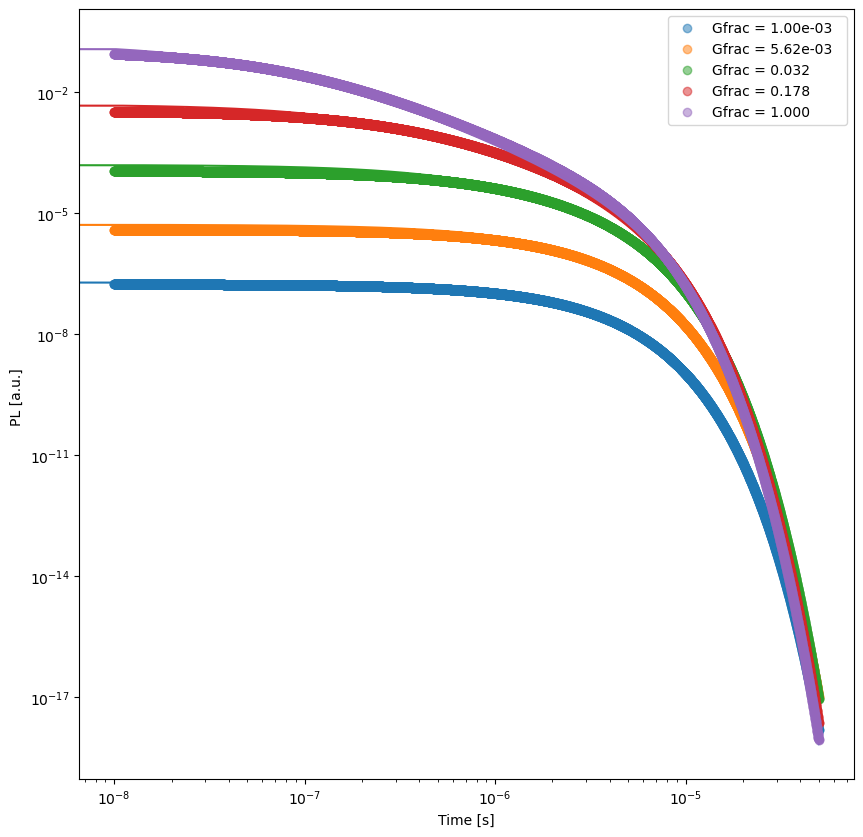 Gfrac = 1.00e-03
Gfrac = 5.62e-03
Gfrac = 0.032
Gfrac = 0.178
Gfrac = 1.000
PL [a.u.]
10⁻²
10⁻⁵
10⁻⁸
10⁻¹¹
10⁻¹⁴
10⁻¹⁷
10⁻⁸ 10⁻⁷ 10⁻⁶ 10⁻⁵
Time [s]